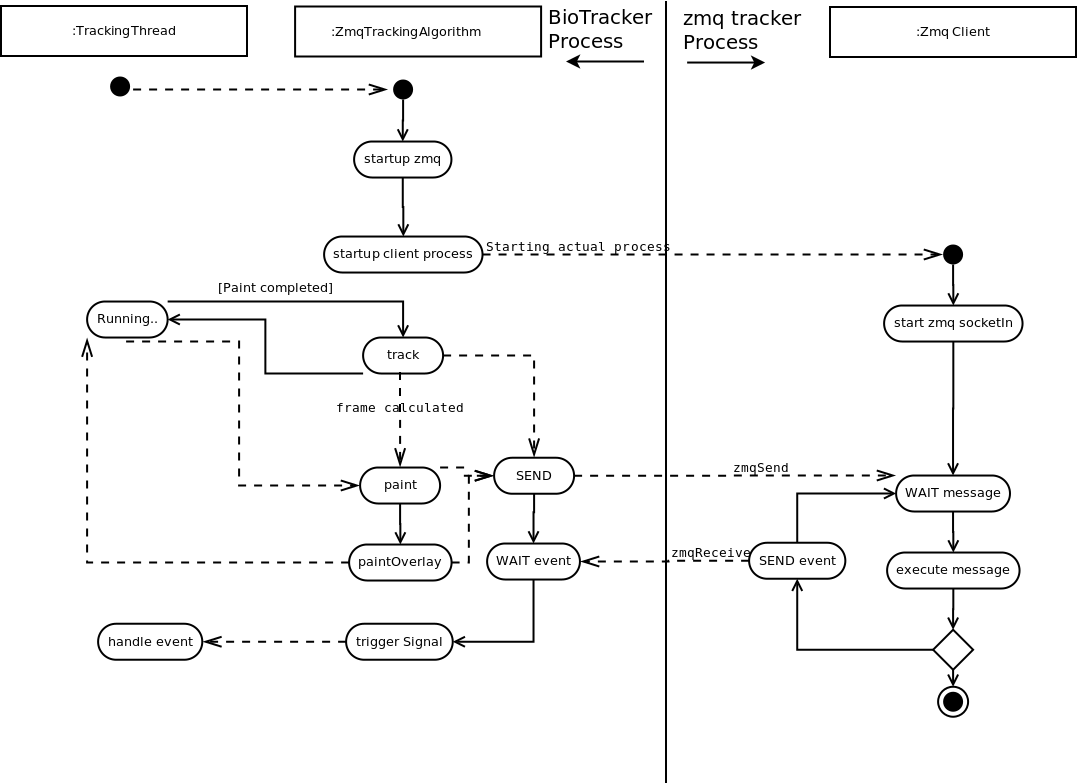 :TrackingThread
:ZmqTrackingAlgorithm
BioTracker
Process
zmq tracker
Process
:Zmq Client
startup zmq
startup client process
Starting actual process
[Paint completed]
Running..
start zmq socketIn
track
frame calculated
paint
SEND
zmqSend
WAIT message
paintOverlay
WAIT event
zmqReceive
SEND event
execute message
handle event
trigger Signal